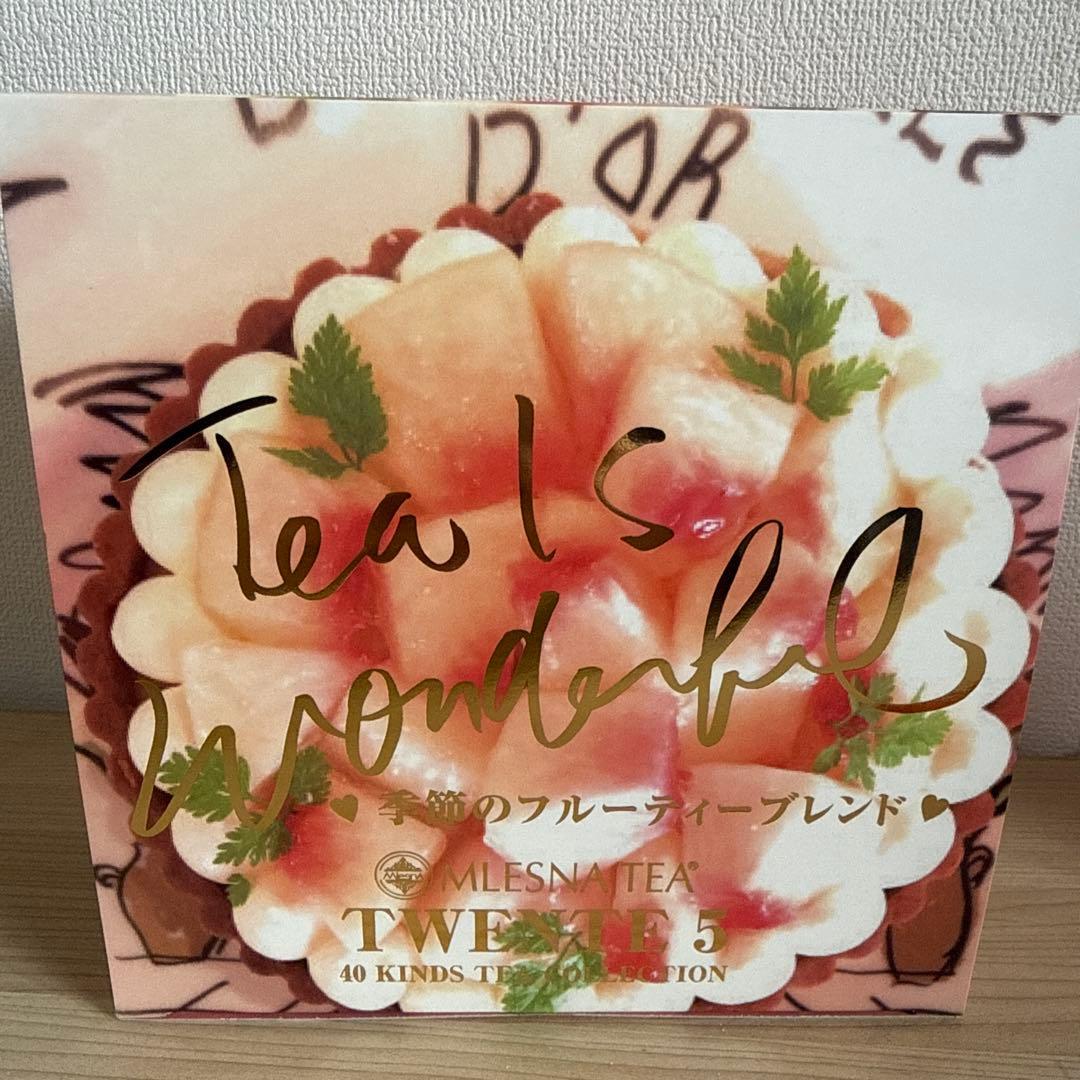 D'OR
Tea Is
Wonderful
♥ 季節のフルーティーブレンド ♥
MLESNA TEA®
TWENTE 5
40 KINDS TEA COLLECTION